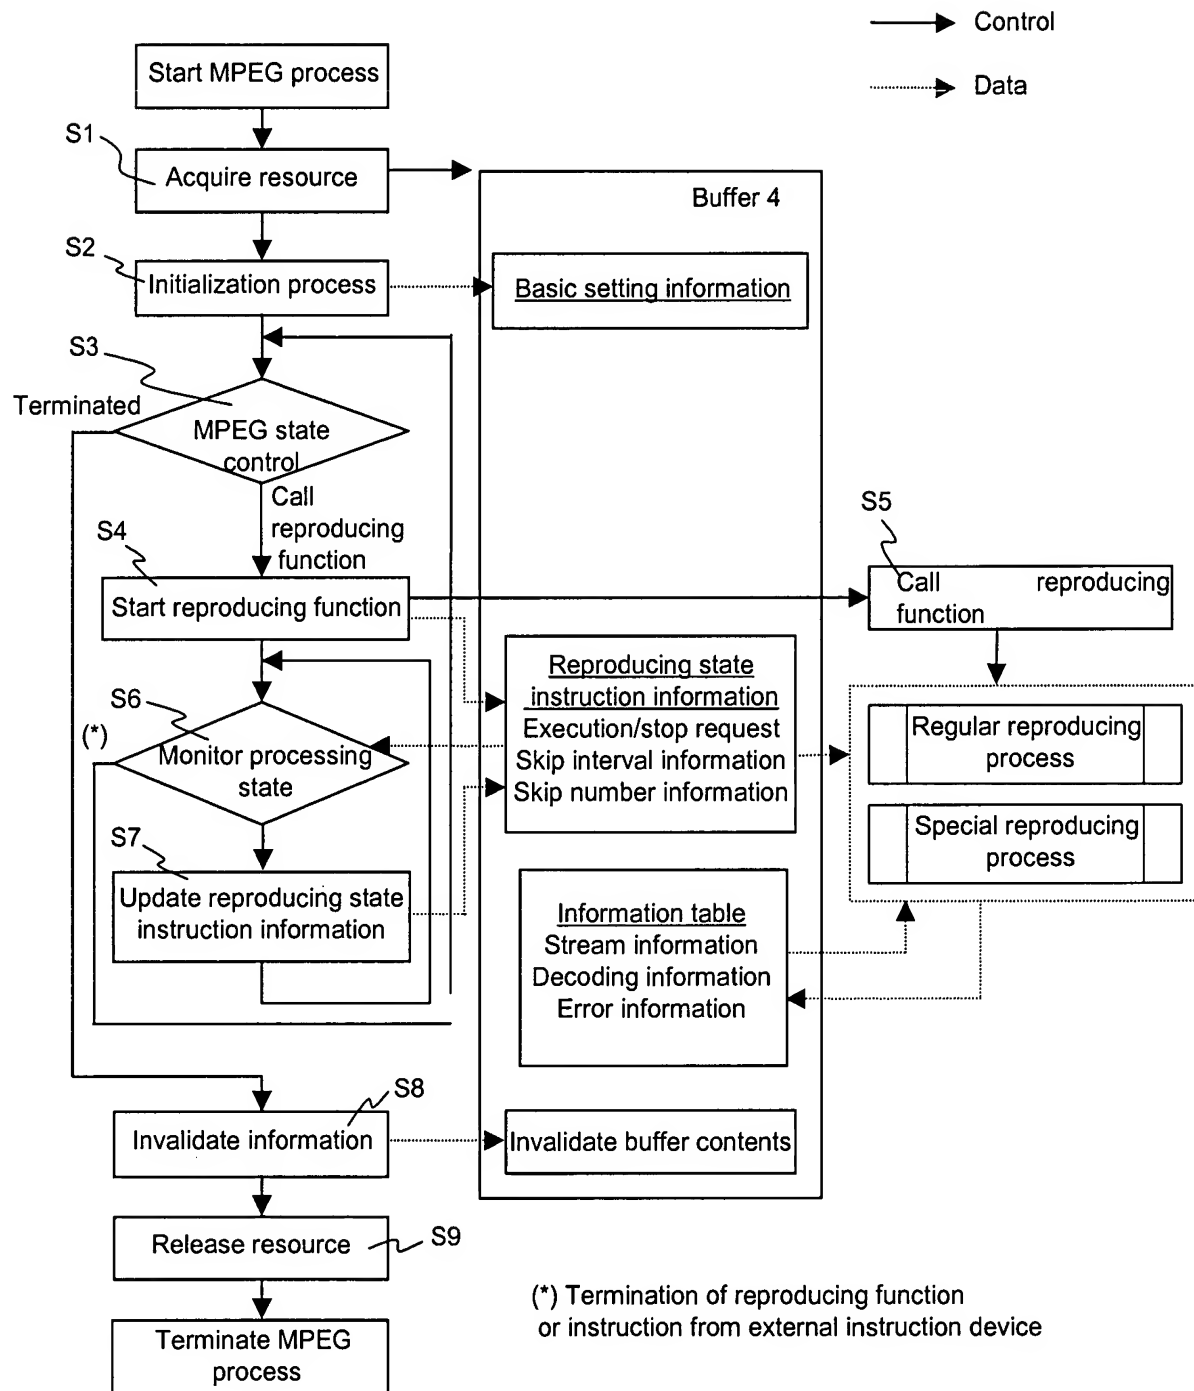 Control
Data
Start MPEG process
S1
Acquire resource
Buffer 4
S2
Initialization process
Basic setting information
S3
Terminated
MPEG state
control
Call
reproducing
function
S4
Start reproducing function
S5
Call reproducing
function
Reproducing state
instruction information
Execution/stop request
Skip interval information
Skip number information
S6
(*)
Monitor processing
state
Regular reproducing
process
Special reproducing
process
S7
Update reproducing state
instruction information
Information table
Stream information
Decoding information
Error information
S8
Invalidate information
Invalidate buffer contents
Release resource
S9
(*) Termination of reproducing function
or instruction from external instruction device
Terminate MPEG
process